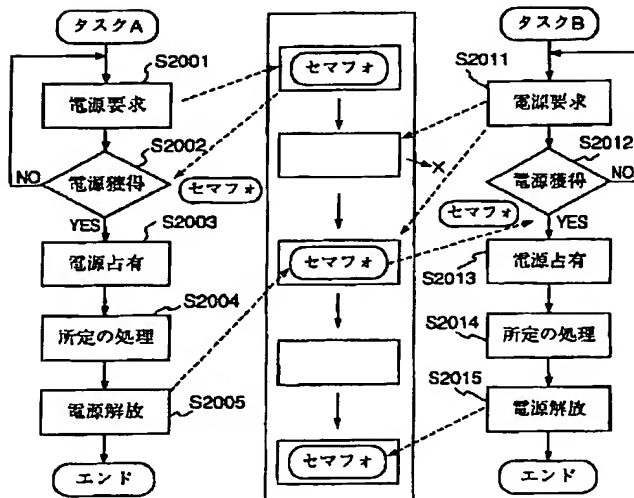 タスクA
S2001
電源要求
S2002
電源獲得
NO
セマフォ
YES
S2003
電源占有
S2004
所定の処理
電源解放
S2005
エンド
セマフォ
×
セマフォ
セマフォ
タスクB
S2011
電源要求
S2012
電源獲得
NO
セマフォ
YES
S2013
電源占有
S2014
所定の処理
S2015
電源解放
エンド